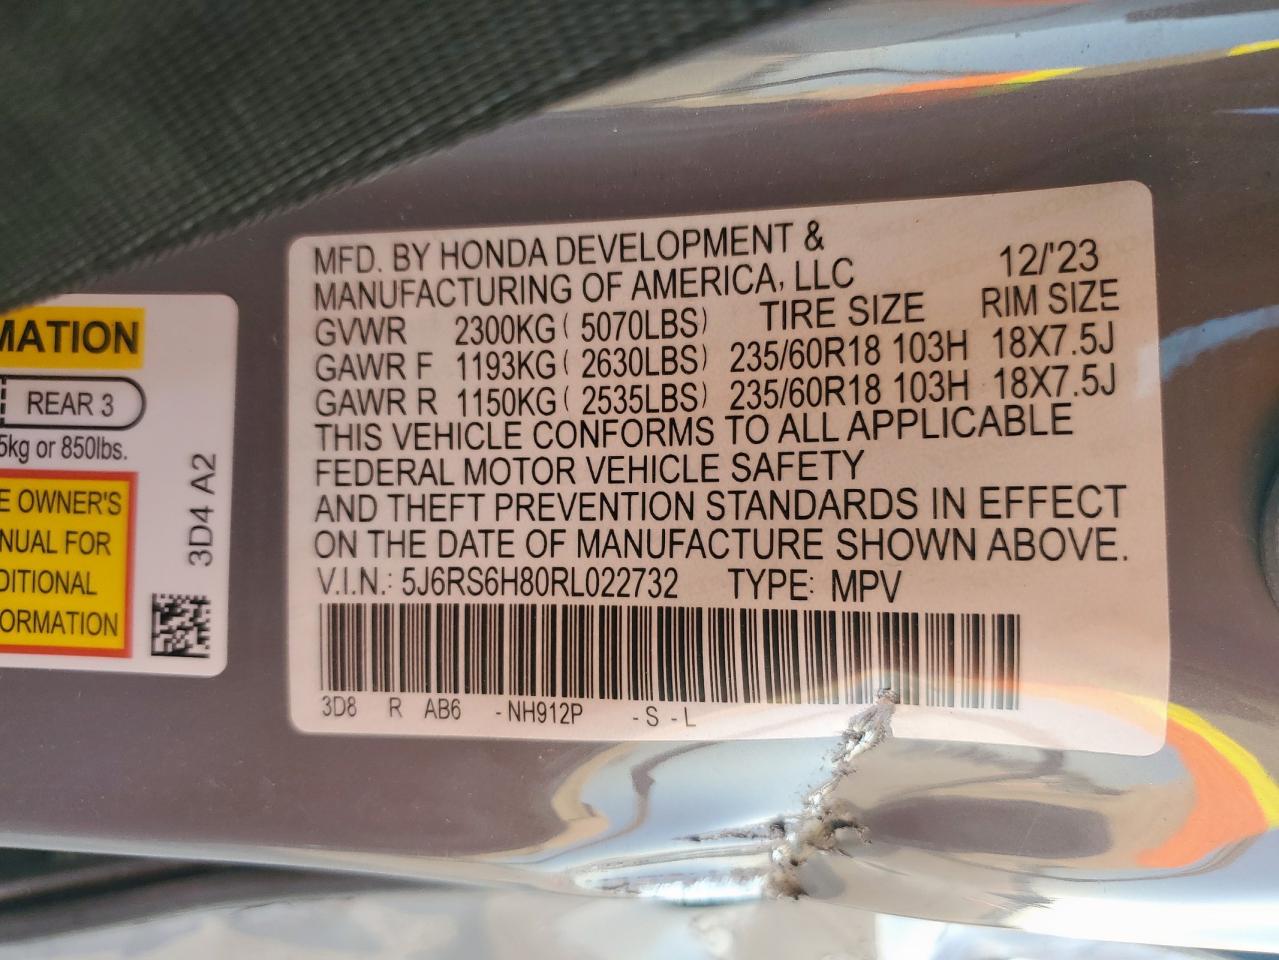 MATION
REAR 3
5kg or 850lbs.
E OWNER'S
NUAL FOR
DITIONAL
ORMATION
3D4 A2
MFD. BY HONDA DEVELOPMENT &
MANUFACTURING OF AMERICA, LLC 12/'23
GVWR 2300KG ( 5070LBS) TIRE SIZE RIM SIZE
GAWR F 1193KG ( 2630LBS) 235/60R18 103H 18X7.5J
GAWR R 1150KG ( 2535LBS) 235/60R18 103H 18X7.5J
THIS VEHICLE CONFORMS TO ALL APPLICABLE
FEDERAL MOTOR VEHICLE SAFETY
AND THEFT PREVENTION STANDARDS IN EFFECT
ON THE DATE OF MANUFACTURE SHOWN ABOVE.
V.I.N.: 5J6RS6H80RL022732 TYPE: MPV
3D8 R AB6 -NH912P -S -L